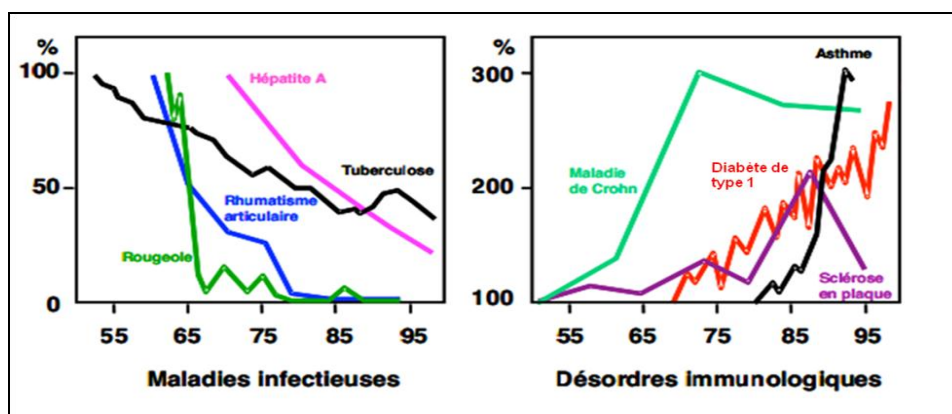 %
100
50
0
Hépatite A
Tuberculose
Rhumatisme
articulaire
Rougeole
55 65 75 85 95
Maladies infectieuses
%
300
200
100
Asthme
Maladie
de Crohn
Diabète de
type 1
Sclérose
en plaque
55 65 75 85 95
Désordres immunologiques